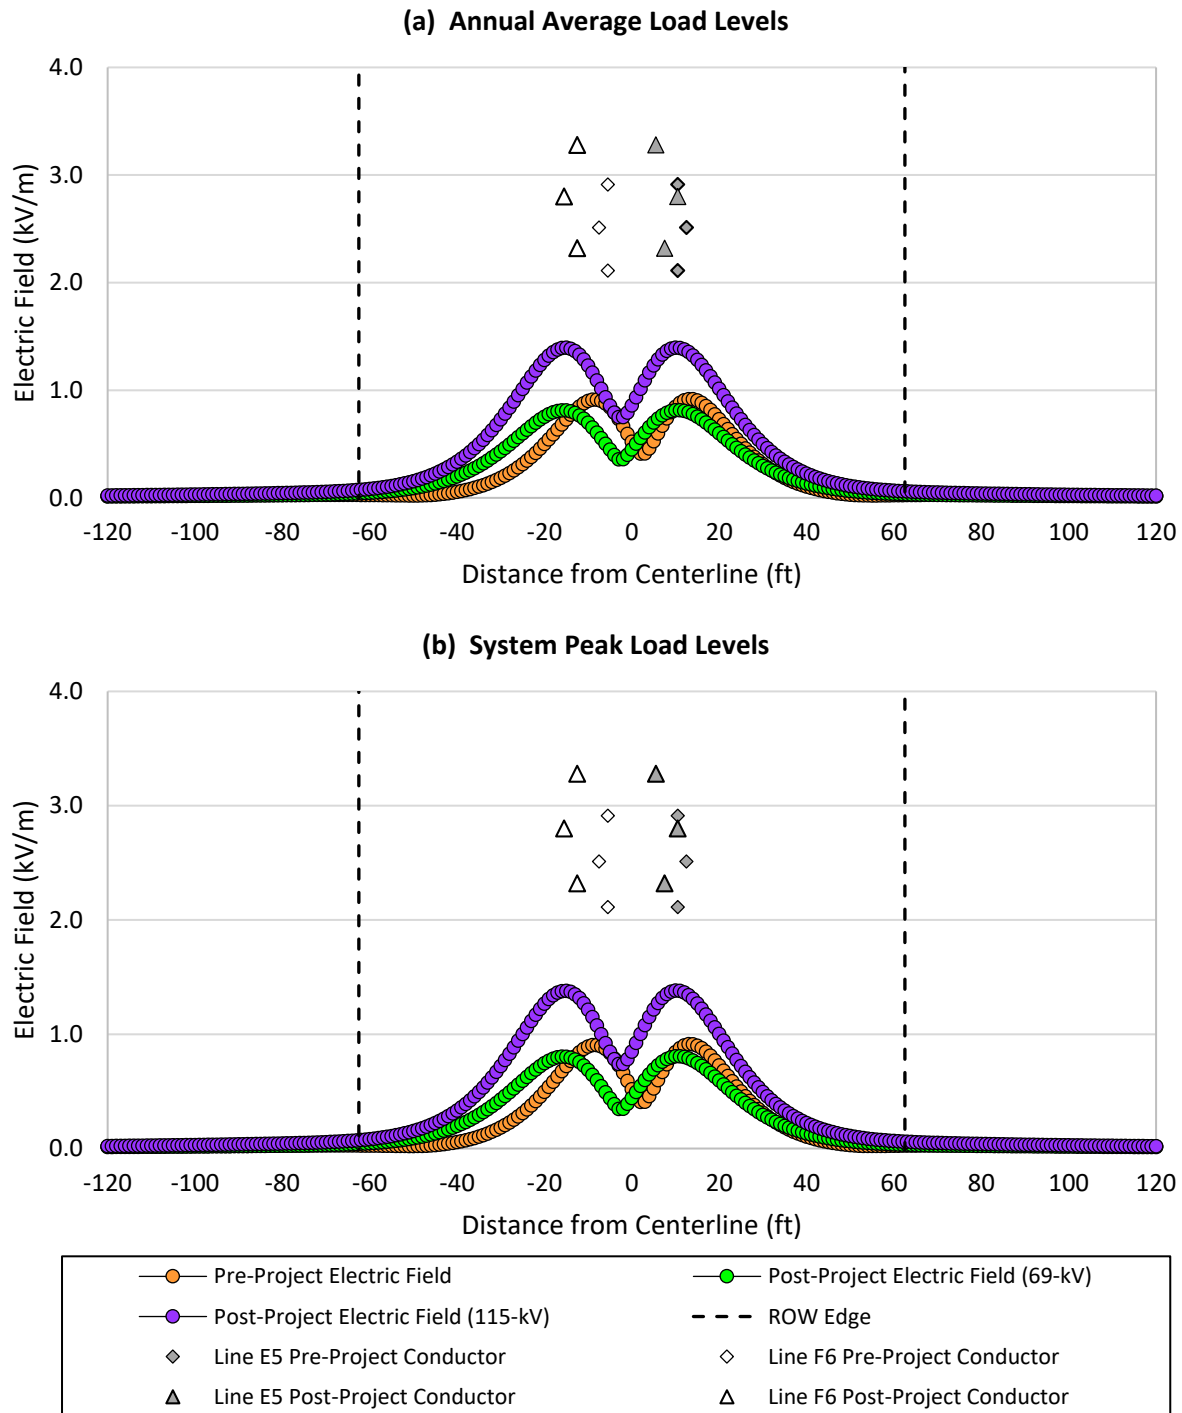 (a) Annual Average Load Levels
4.0
3.0
2.0
1.0
0.0
Electric Field (kV/m)
-120 -100 -80 -60 -40 -20 0 20 40 60 80 100 120
Distance from Centerline (ft)
(b) System Peak Load Levels
4.0
3.0
2.0
1.0
0.0
Electric Field (kV/m)
-120 -100 -80 -60 -40 -20 0 20 40 60 80 100 120
Distance from Centerline (ft)
Pre-Project Electric Field
Post-Project Electric Field (69-kV)
Post-Project Electric Field (115-kV)
ROW Edge
Line E5 Pre-Project Conductor
Line F6 Pre-Project Conductor
Line E5 Post-Project Conductor
Line F6 Post-Project Conductor